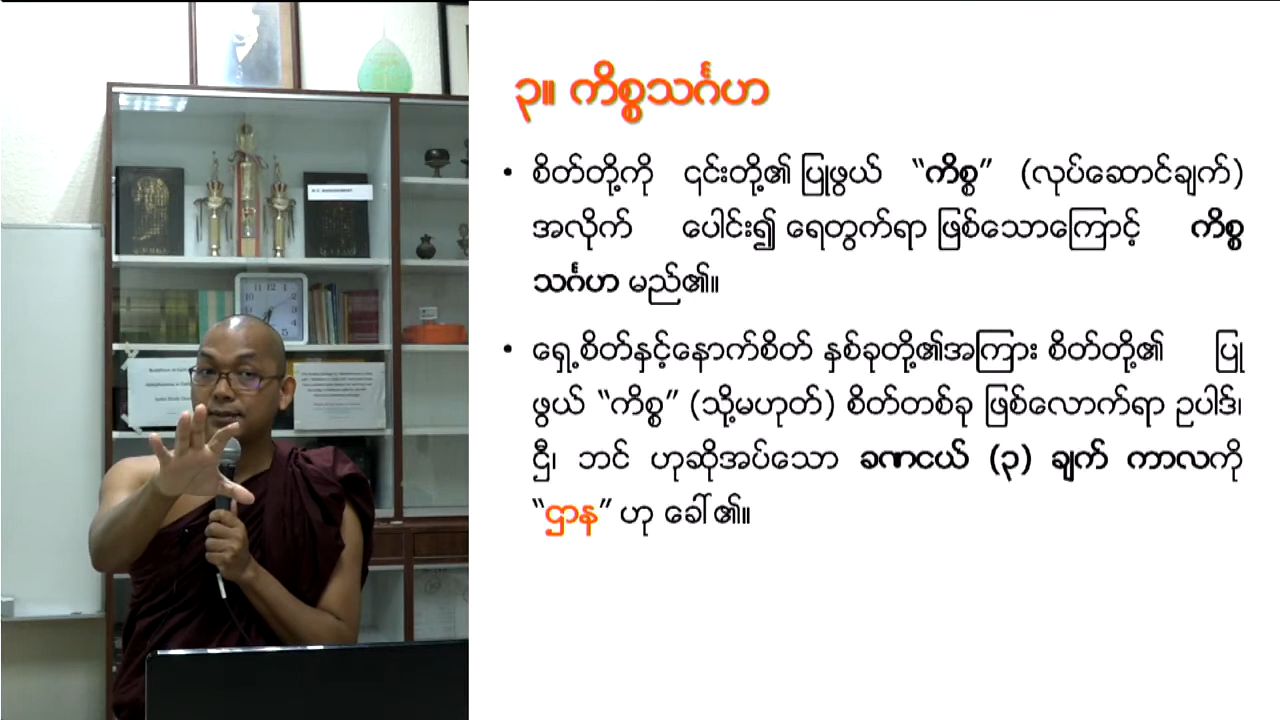 ၃။ ကိစ္စသင်္ဂဟ
• စိတ်တို့ကို ၎င်းတို့၏ ပြုဖွယ် “ကိစ္စ” (လုပ်ဆောင်ချက်)
အလိုက် ပေါင်း၍ ရေတွက်ရာ ဖြစ်သောကြောင့် ကိစ္စ
သင်္ဂဟ မည်၏။
• ရှေ့စိတ်နှင့်နောက်စိတ် နှစ်ခုတို့၏အကြား စိတ်တို့၏ ပြု
ဖွယ် “ကိစ္စ” (သို့မဟုတ်) စိတ်တစ်ခု ဖြစ်လောက်ရာ ဥပါဒ်၊
ဌီ၊ ဘင် ဟုဆိုအပ်သော ခဏငယ် (၃) ချက် ကာလကို
“ဌာန” ဟု ခေါ်၏။